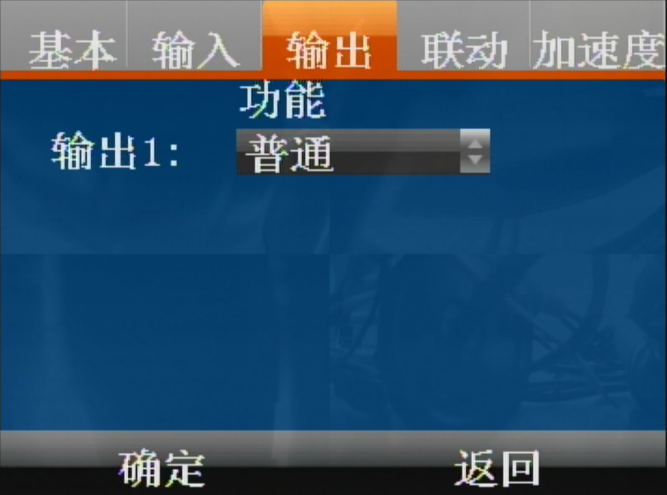 基本 输入 输出 联动 加速度
功能
输出1: 普通
确定 返回